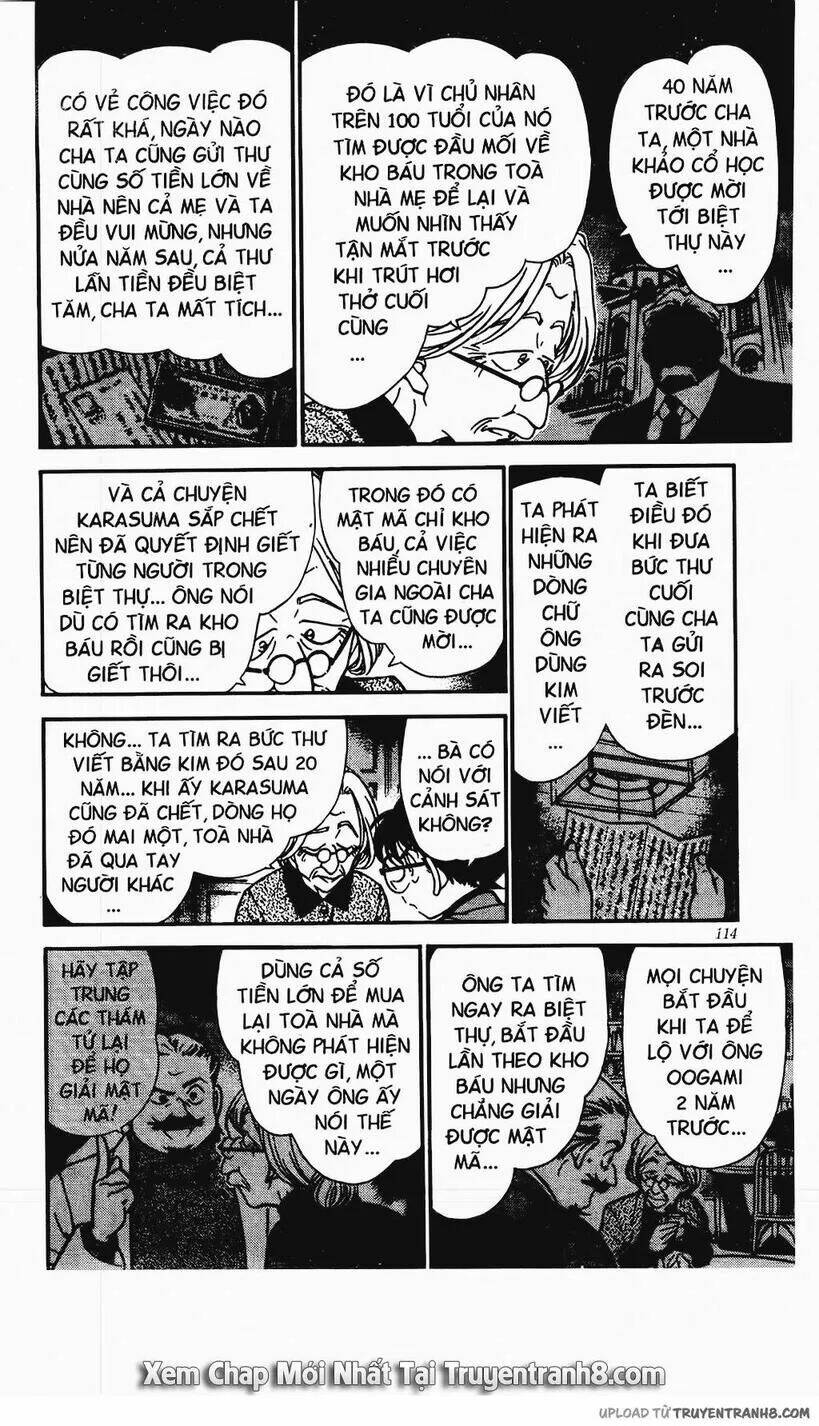 40 NĂM
TRƯỚC CHA
TA, MỘT NHÀ
KHẢO CỔ HỌC
ĐƯỢC MỜI
TỚI BIỆT
THỰ NÀY
...
ĐÓ LÀ VÌ CHỦ NHÂN
TRÊN 100 TUỔI CỦA NÓ
TÌM ĐƯỢC ĐẦU MỐI VỀ
KHO BÁU TRONG TOÀ
NHÀ MẸ ĐỂ LẠI VÀ
MUỐN NHÌN THẤY
TẬN MẮT TRƯỚC
KHI TRÚT HƠI
THỞ CUỐI
CÙNG
...
CÓ VẺ CÔNG VIỆC ĐÓ
RẤT KHÁ, NGÀY NÀO
CHA TA CŨNG GỬI THƯ
CÙNG SỐ TIỀN LỚN VỀ
NHÀ NÊN CẢ MẸ VÀ TA
ĐỀU VUI MỪNG, NHƯNG
NỬA NĂM SAU, CẢ THƯ
LẪN TIỀN ĐỀU BIỆT
TĂM, CHA TA MẤT TÍCH...
TA BIẾT
ĐIỀU ĐÓ
KHI ĐƯA
BỨC THƯ
CUỐI
CÙNG CHA
TA GỬI
RA SOI
TRƯỚC
ĐÈN...
TA PHÁT
HIỆN RA
NHỮNG
DÒNG
CHỮ
ÔNG
DÙNG
KIM
VIẾT
...
TRONG ĐÓ CÓ
MẬT MÃ CHỈ KHO
BÁU, CẢ VIỆC
NHIỀU CHUYÊN
GIA NGOÀI CHA
TA CŨNG ĐƯỢC
MỜI...
VÀ CẢ CHUYỆN
KARASUMA SẮP CHẾT
NÊN ĐÃ QUYẾT ĐỊNH GIẾT
TỪNG NGƯỜI TRONG
BIỆT THỰ... ÔNG NÓI
DÙ CÓ TÌM RA KHO
BÁU RỒI CŨNG BỊ
GIẾT THÔI...
... BÀ CÓ
NÓI VỚI
CẢNH SÁT
KHÔNG?
KHÔNG... TA TÌM RA BỨC THƯ
VIẾT BẰNG KIM ĐÓ SAU 20
NĂM... KHI ẤY KARASUMA
CŨNG ĐÃ CHẾT, DÒNG HỌ
ĐÓ MAI MỘT, TOÀ NHÀ
ĐÃ QUA TAY
NGƯỜI KHÁC
...
114
MỌI CHUYỆN
BẮT ĐẦU
KHI TA ĐỂ
LỘ VỚI ÔNG
OOGAMI
2 NĂM
TRƯỚC...
ÔNG TA TÌM
NGAY RA BIỆT
THỰ, BẮT ĐẦU
LẦN THEO KHO
BÁU NHƯNG
CHẲNG GIẢI
ĐƯỢC MẬT
MÃ...
DÙNG CẢ SỐ
TIỀN LỚN ĐỂ MUA
LẠI TOÀ NHÀ MÀ
KHÔNG PHÁT HIỆN
ĐƯỢC GÌ, MỘT
NGÀY ÔNG ẤY
NÓI THẾ
NÀY...
HÃY TẬP
TRUNG
CÁC THÁM
TỬ LẠI
ĐỂ HỌ
GIẢI MẬT
MÃ!
Xem Chap Mới Nhất Tại Truyentranh8.com
UPLOAD TỪ TRUYENTRANH8.COM